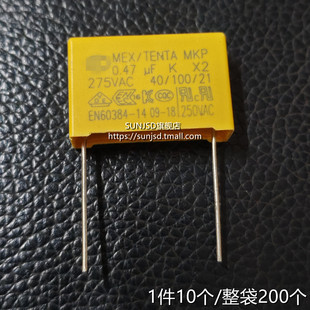 MEX/TENTA MKP
0.47 µF K X2
275VAC 40/100/21
SUNJSD旗舰店
https://sunjsd.tmall.com
EN60384-14 09-18 250VAC
1件10个/整袋200个